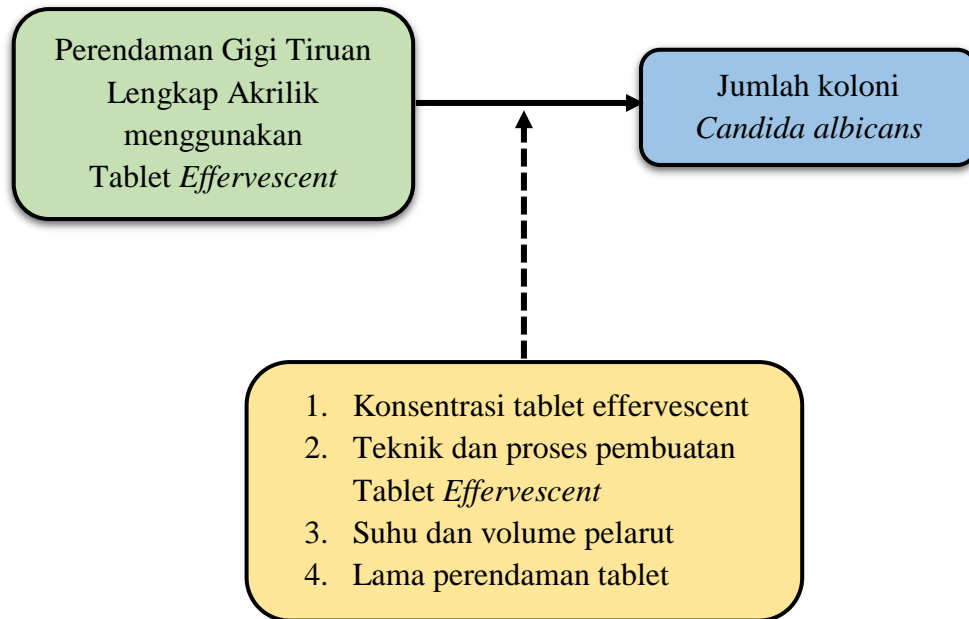 Perendaman Gigi Tiruan
Lengkap Akrilik
menggunakan
Tablet Effervescent
Jumlah koloni
Candida albicans
1. Konsentrasi tablet effervescent
2. Teknik dan proses pembuatan
Tablet Effervescent
3. Suhu dan volume pelarut
4. Lama perendaman tablet